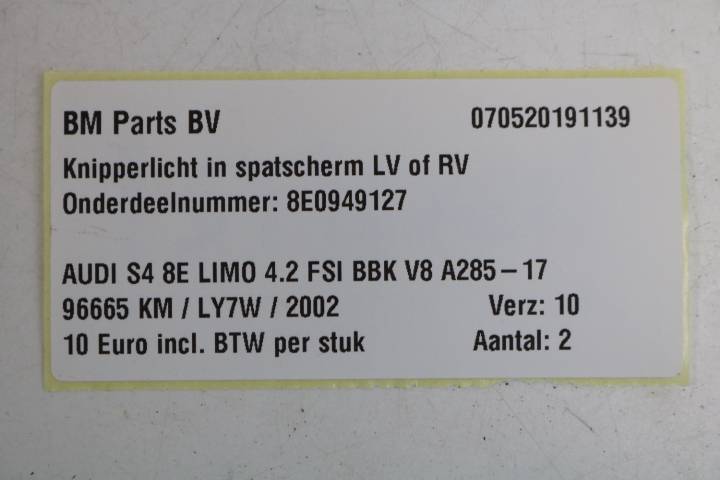 BM Parts BV 070520191139
Knipperlicht in spatscherm LV of RV
Onderdeelnummer: 8E0949127
AUDI S4 8E LIMO 4.2 FSI BBK V8 A285-17
96665 KM / LY7W / 2002 Verz: 10
10 Euro incl. BTW per stuk Aantal: 2